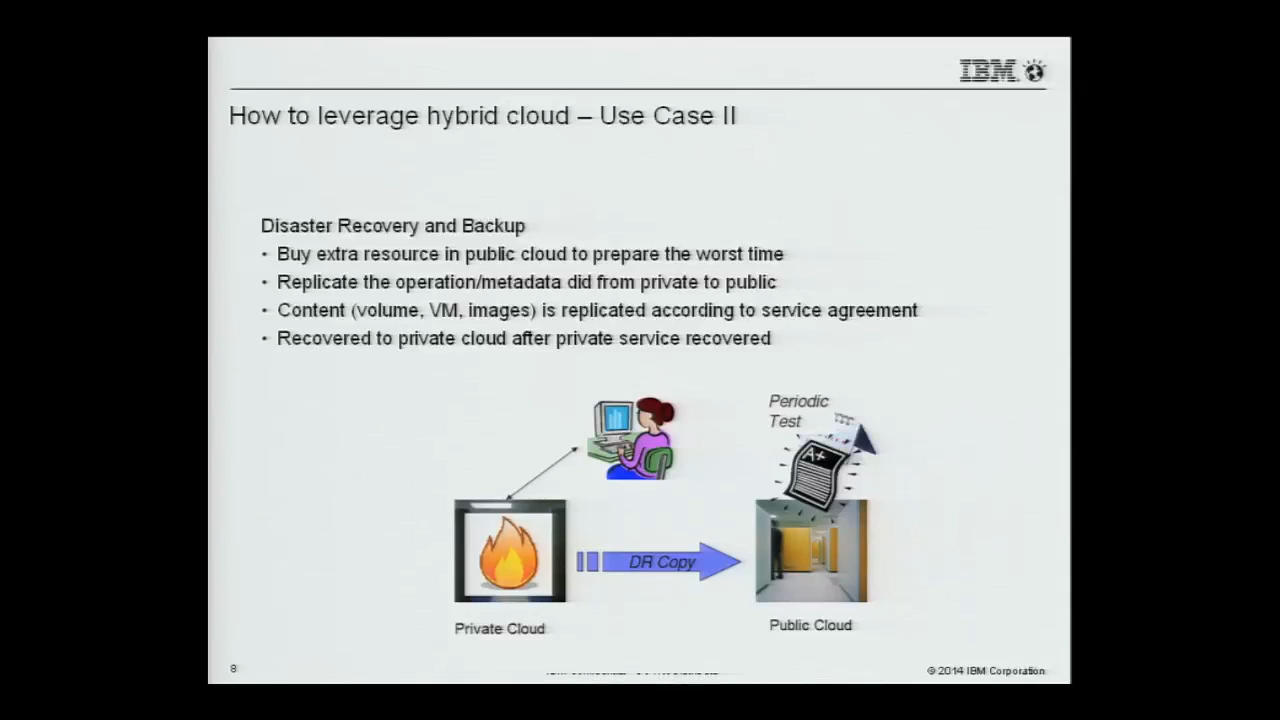 IBM
How to leverage hybrid cloud – Use Case II
Disaster Recovery and Backup
• Buy extra resource in public cloud to prepare the worst time
• Replicate the operation/metadata did from private to public
• Content (volume, VM, images) is replicated according to service agreement
• Recovered to private cloud after private service recovered
Periodic
Test
A+
DR Copy
Private Cloud
Public Cloud
8
© 2014 IBM Corporation